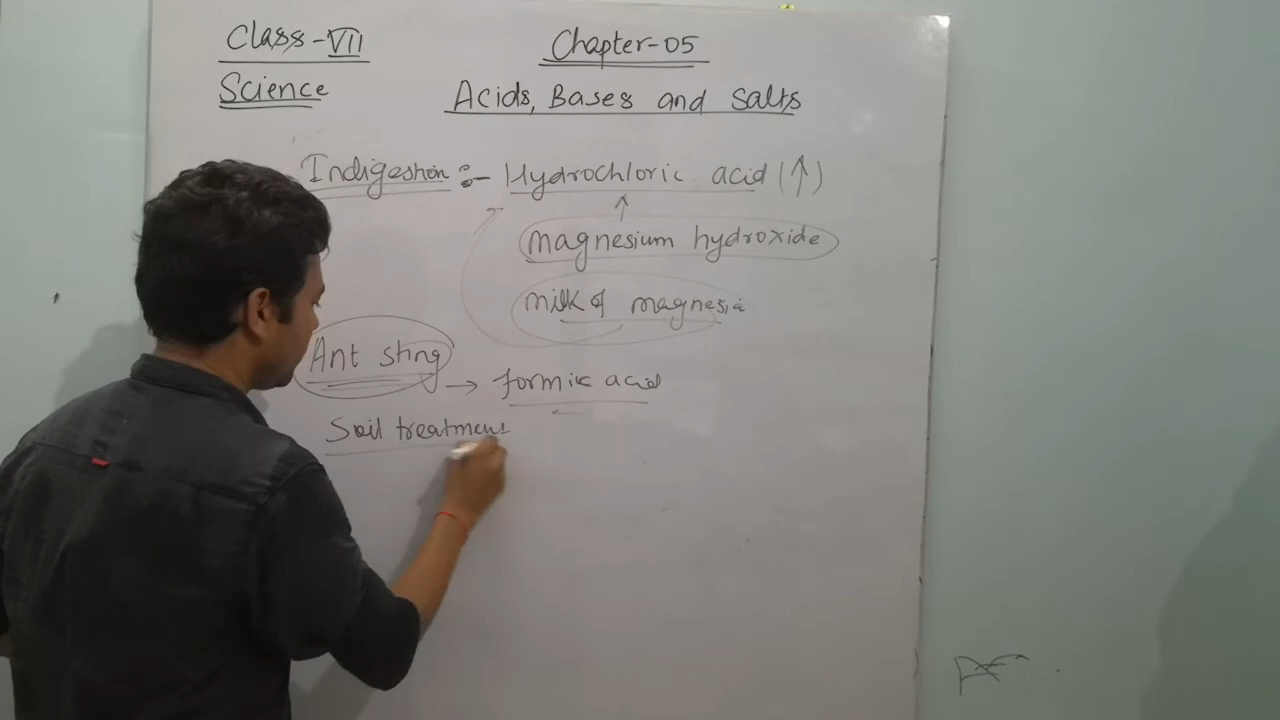 Class-VII
Science
Chapter-05
Acids, Bases and Salts
Indigestion :- Hydrochloric acid (↑)
magnesium hydroxide
milk of magnesia
Ant sting → formic acid
Soil treatment